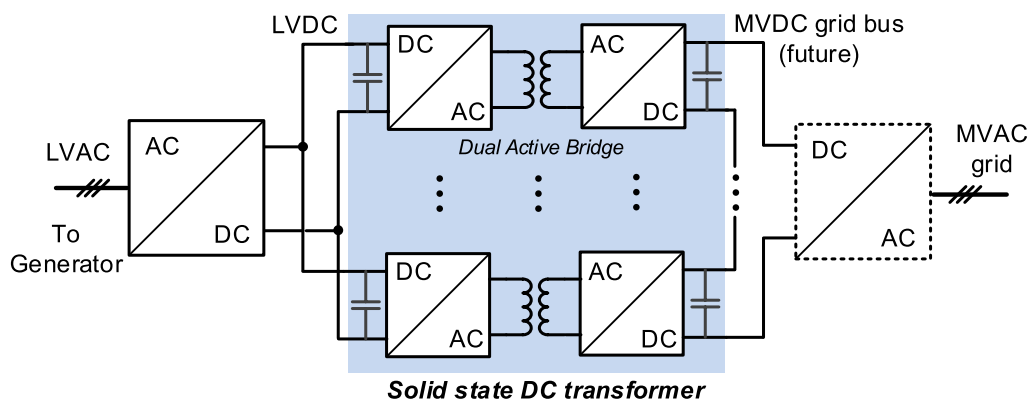 LVDC
MVDC grid bus
(future)
DC
AC
AC
DC
Dual Active Bridge
LVAC
To
Generator
AC
DC
DC
AC
MVAC
grid
DC
AC
AC
DC
Solid state DC transformer